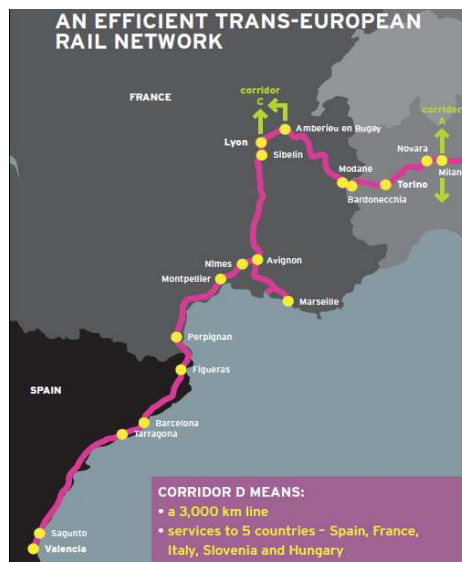 AN EFFICIENT TRANS-EUROPEAN
RAIL NETWORK
FRANCE
corridor
C
corridor
A
Amberieu en Bugey
Lyon
Sibelin
Novara
Milan
Modane
Torino
Bardonecchia
Nîmes
Avignon
Montpellier
Marseille
Perpignan
Figueras
SPAIN
Barcelona
Tarragona
Sagunto
Valencia
CORRIDOR D MEANS:
• a 3,000 km line
• services to 5 countries – Spain, France,
Italy, Slovenia and Hungary